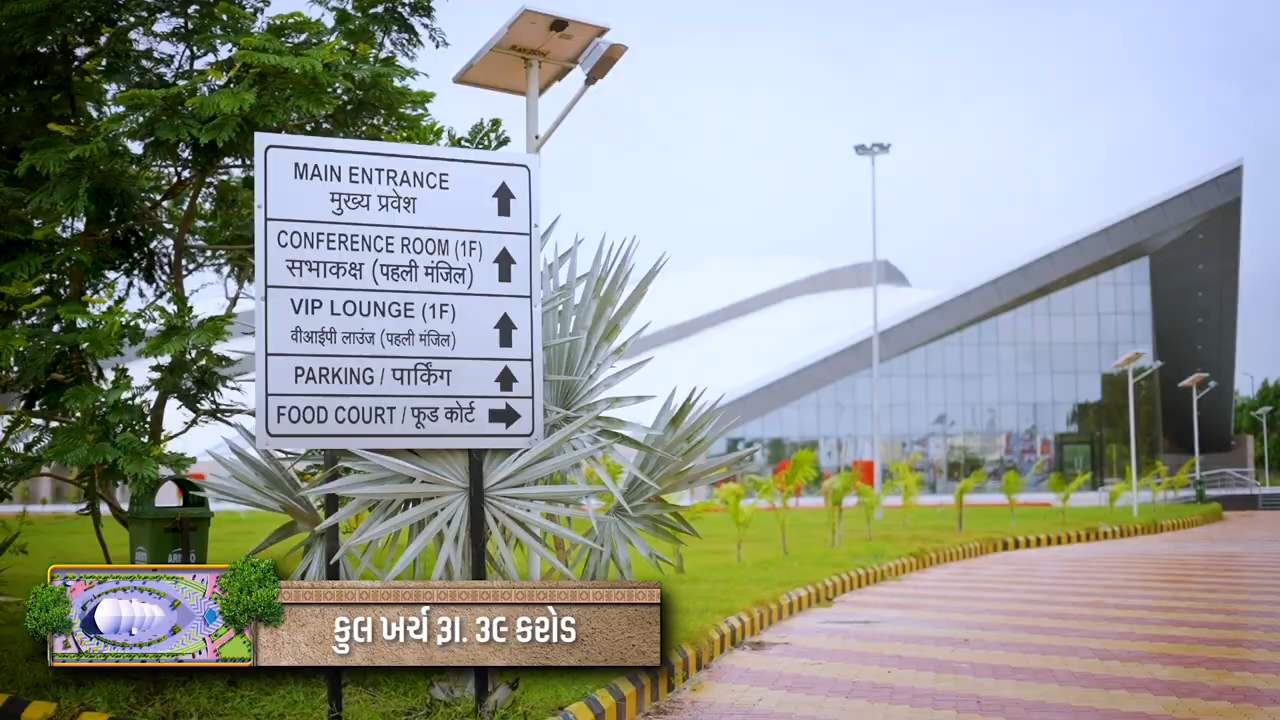 MAIN ENTRANCE
मुख्य प्रवेश
CONFERENCE ROOM (1F)
सभाकक्ष (पहली मंजिल)
VIP LOUNGE (1F)
वीआईपी लाउंज (पहली मंजिल)
PARKING / पार्किंग
FOOD COURT / फूड कोर्ट
કુલ ખર્ચ રૂા. ૩૯ કરોડ